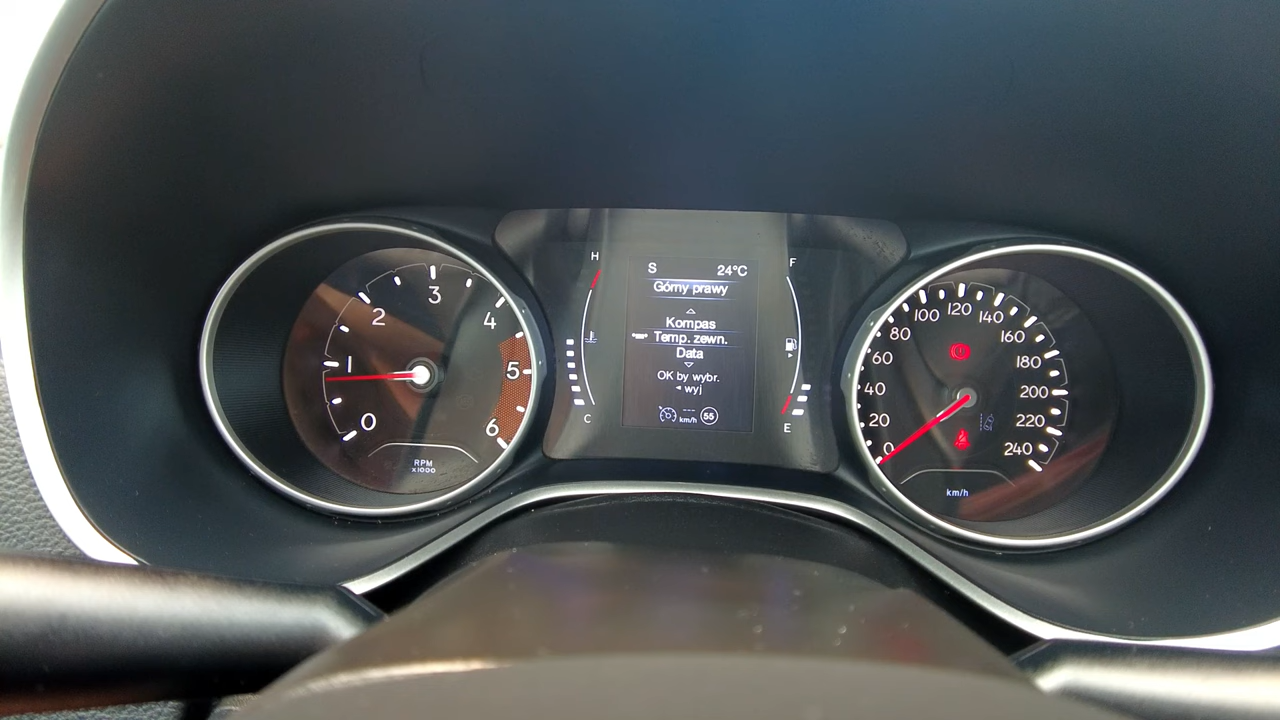 0
1
2
3
4
5
6
RPM
x1000
H
C
S 24°C
Górny prawy
Kompas
Temp. zewn.
Data
OK by wybr.
◂ wyj
km/h --- 55
F
E
0
20
40
60
80
100
120
140
160
180
200
220
240
km/h